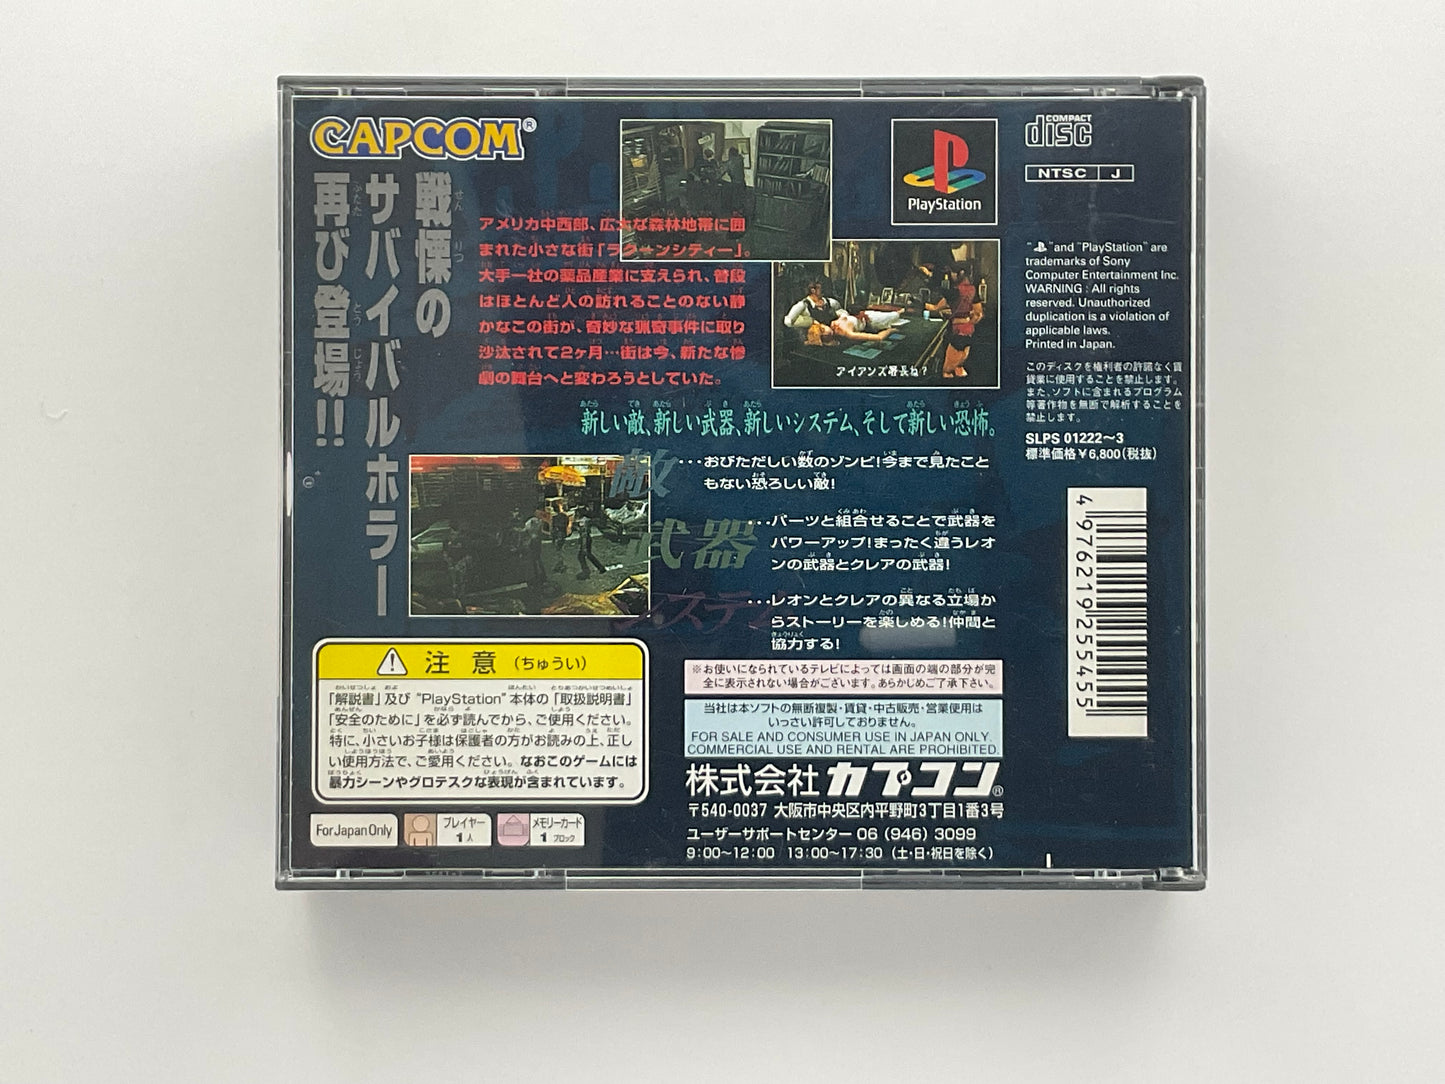 CAPCOM®
戦慄の
サバイバルホラー
再び登場!!
アメリカ中西部、広大な森林地帯に囲
まれた小さな街「ラクーンシティー」。
大手一社の薬品産業に支えられ、普段
はほとんど人の訪れることのない静
かなこの街が、奇妙な猟奇事件に取り
沙汰されて2ヶ月…街は今、新たな惨
劇の舞台へと変わろうとしていた。
アイアンズ署長ね?
PlayStation
COMPACT
disc
NTSC J
" "and "PlayStation" are
trademarks of Sony
Computer Entertainment Inc.
WARNING : All rights
reserved. Unauthorized
duplication is a violation of
applicable laws.
Printed in Japan.
このディスクを権利者の許諾なく賃
貸業に使用することを禁止します。
また、ソフトに含まれるプログラム
等著作物を無断で解析することを
禁止します。
SLPS 01222〜3
標準価格¥6,800(税抜)
4976219255455
新しい敵、新しい武器、新しいシステム、そして新しい恐怖。
敵
…おびただしい数のゾンビ!今まで見たこと
もない恐ろしい敵!
武器
…パーツと組合せることで武器を
パワーアップ!まったく違うレオ
ンの武器とクレアの武器!
システム
…レオンとクレアの異なる立場か
らストーリーを楽しめる!仲間と
協力する!
注意(ちゅうい)
「解説書」及び "PlayStation" 本体の「取扱説明書」
「安全のために」を必ず読んでから、ご使用ください。
特に、小さいお子様は保護者の方がお読みの上、正し
い使用方法で、ご愛用ください。なおこのゲームには
暴力シーンやグロテスクな表現が含まれています。
For Japan Only
プレイヤー
1人
メモリーカード
1ブロック
※お使いになられているテレビによっては画面の端の部分が完
全に表示されない場合がございます。あらかじめご了承下さい。
当社は本ソフトの無断複製・賃貸・中古販売・営業使用は
いっさい許可しておりません。
FOR SALE AND CONSUMER USE IN JAPAN ONLY.
COMMERCIAL USE AND RENTAL ARE PROHIBITED.
株式会社カプコン®
〒540-0037 大阪市中央区内平野町3丁目1番3号
ユーザーサポートセンター 06 (946) 3099
9:00〜12:00 13:00〜17:30 (土・日・祝日を除く)